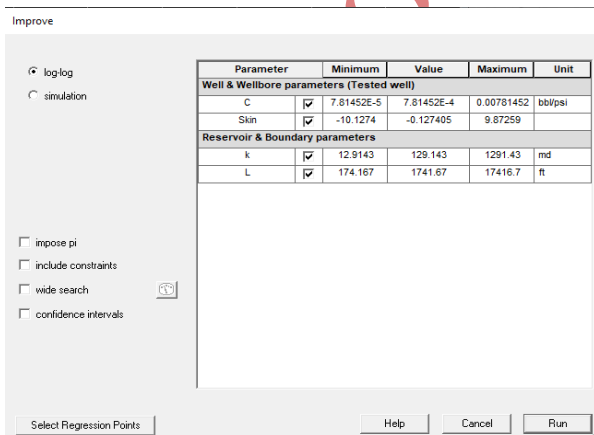 Improve
log-log
simulation
Parameter Minimum Value Maximum Unit
Well & Wellbore parameters (Tested well)
C 7.81452E-5 7.81452E-4 0.00781452 bbl/psi
Skin -10.1274 -0.127405 9.87259
Reservoir & Boundary parameters
k 12.9143 129.143 1291.43 md
L 174.167 1741.67 17416.7 ft
impose pi
include constraints
wide search
confidence intervals
Select Regression Points Help Cancel Run